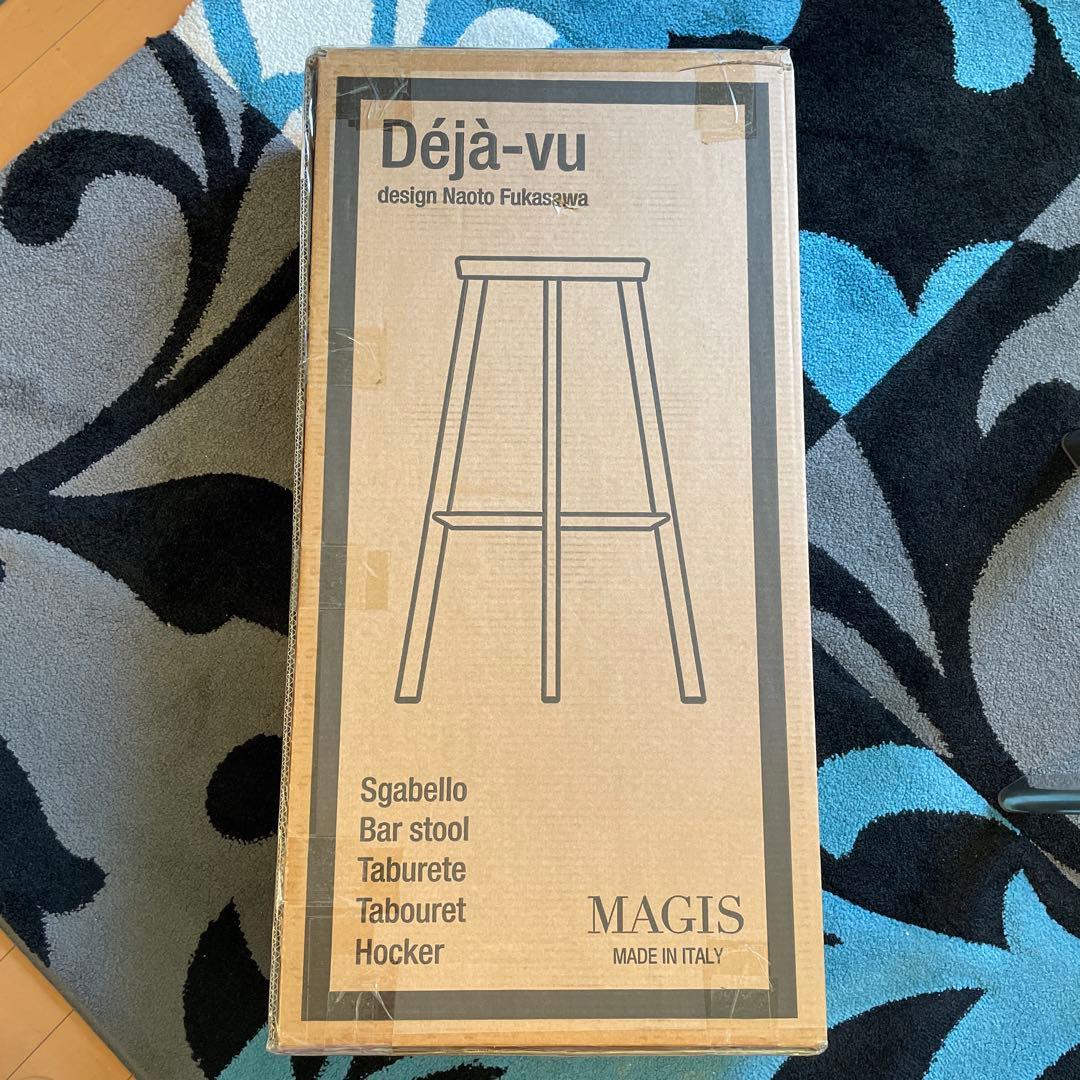 Déjà-vu
design Naoto Fukasawa
Sgabello
Bar stool
Taburete
Tabouret
Hocker
MAGIS
MADE IN ITALY